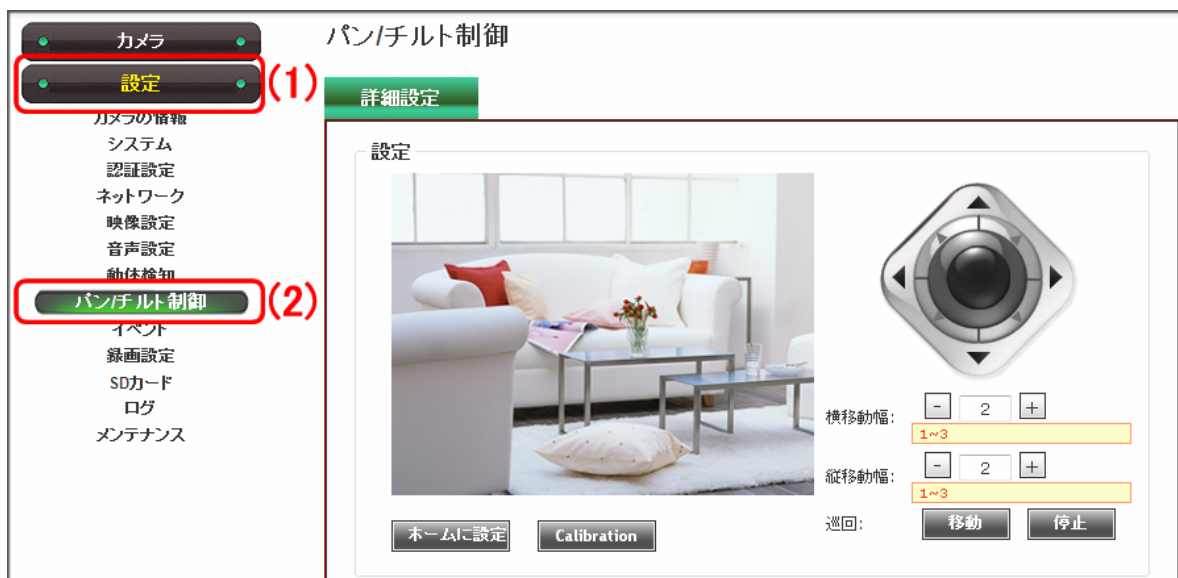 カメラ
設定
(1)
カメラの情報
システム
認証設定
ネットワーク
映像設定
音声設定
動体検知
パン/チルト制御
(2)
イベント
録画設定
SDカード
ログ
メンテナンス
パン/チルト制御
詳細設定
設定
横移動幅:
-
2
+
1~3
縦移動幅:
-
2
+
1~3
巡回:
移動
停止
ホームに設定
Calibration